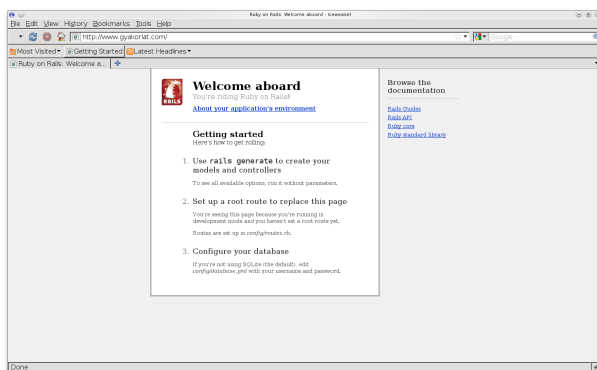 Ruby on Rails: Welcome aboard - Iceweasel
File Edit View History Bookmarks Tools Help
http://www.gyakorlat.com/
Google
Most Visited Getting Started Latest Headlines
Ruby on Rails: Welcome a...
RAILS
Welcome aboard
You're riding Ruby on Rails!
About your application's environment
Getting started
Here's how to get rolling:
1. Use rails generate to create your
models and controllers
To see all available options, run it without parameters.
2. Set up a root route to replace this page
You're seeing this page because you're running in
development mode and you haven't set a root route yet.
Routes are set up in config/routes.rb.
3. Configure your database
If you're not using SQLite (the default), edit
config/database.yml with your username and password.
Browse the
documentation
Rails Guides
Rails API
Ruby core
Ruby standard library
Done